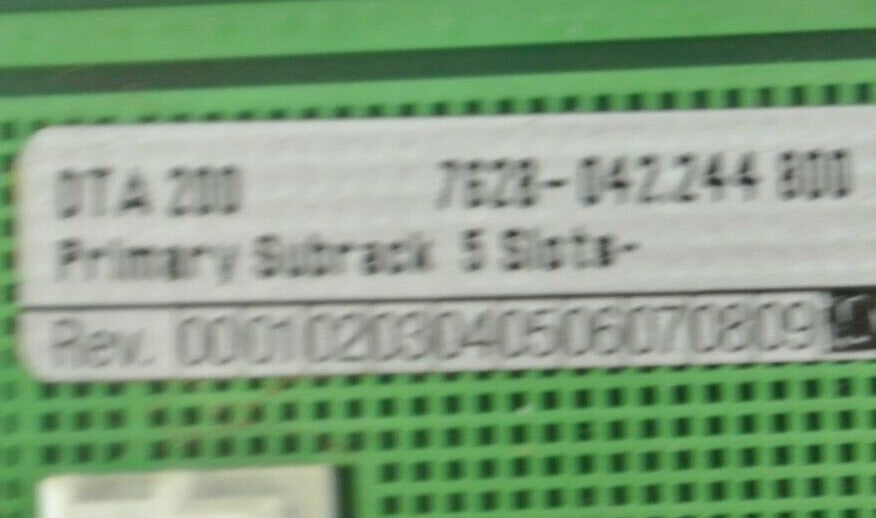 DTA 200 7628-042.244 800
Primary Subrack 5 Slots-
Rev. 00010203040506070809